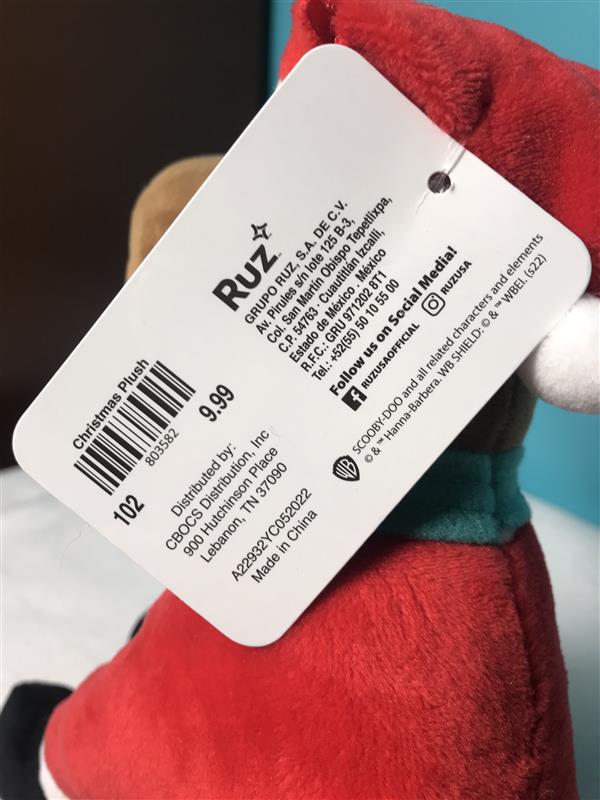 Ruz
GRUPO RUZ, S.A. DE C.V.
Av. Pirules s/n lote 125 B-3,
Col. San Martín Obispo Tepetlixpa,
C.P. 54763 . Cuautitlán Izcalli,
Estado de México . México
R.F.C.: GRU 971202 8T1
Tel.: +52(55) 50 10 55 00
Follow us on Social Media!
RUZUSAOFFICIAL RUZUSA
WB
SCOOBY-DOO and all related characters and elements
© & ™ Hanna-Barbera. WB SHIELD: © & ™ WBEI. (s22)
Christmas Plush
803582
102
9.99
Distributed by:
CBOCS Distribution, Inc
900 Hutchinson Place
Lebanon, TN 37090
A22932YC052022
Made in China